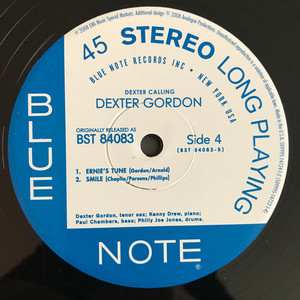 45 STEREO LONG PLAYING
BLUE NOTE RECORDS INC • NEW YORK USA
DEXTER CALLING
DEXTER GORDON
ORIGINALLY RELEASED AS
BST 84083
Side 4
(BST 84083-D)
1. ERNIE'S TUNE (Gordon/Arnold)
2. SMILE (Chaplin/Parsons/Phillips)
Dexter Gordon, tenor sax; Kenny Drew, piano;
Paul Chambers, bass; Philly Joe Jones, drums.
BLUE
NOTE
®